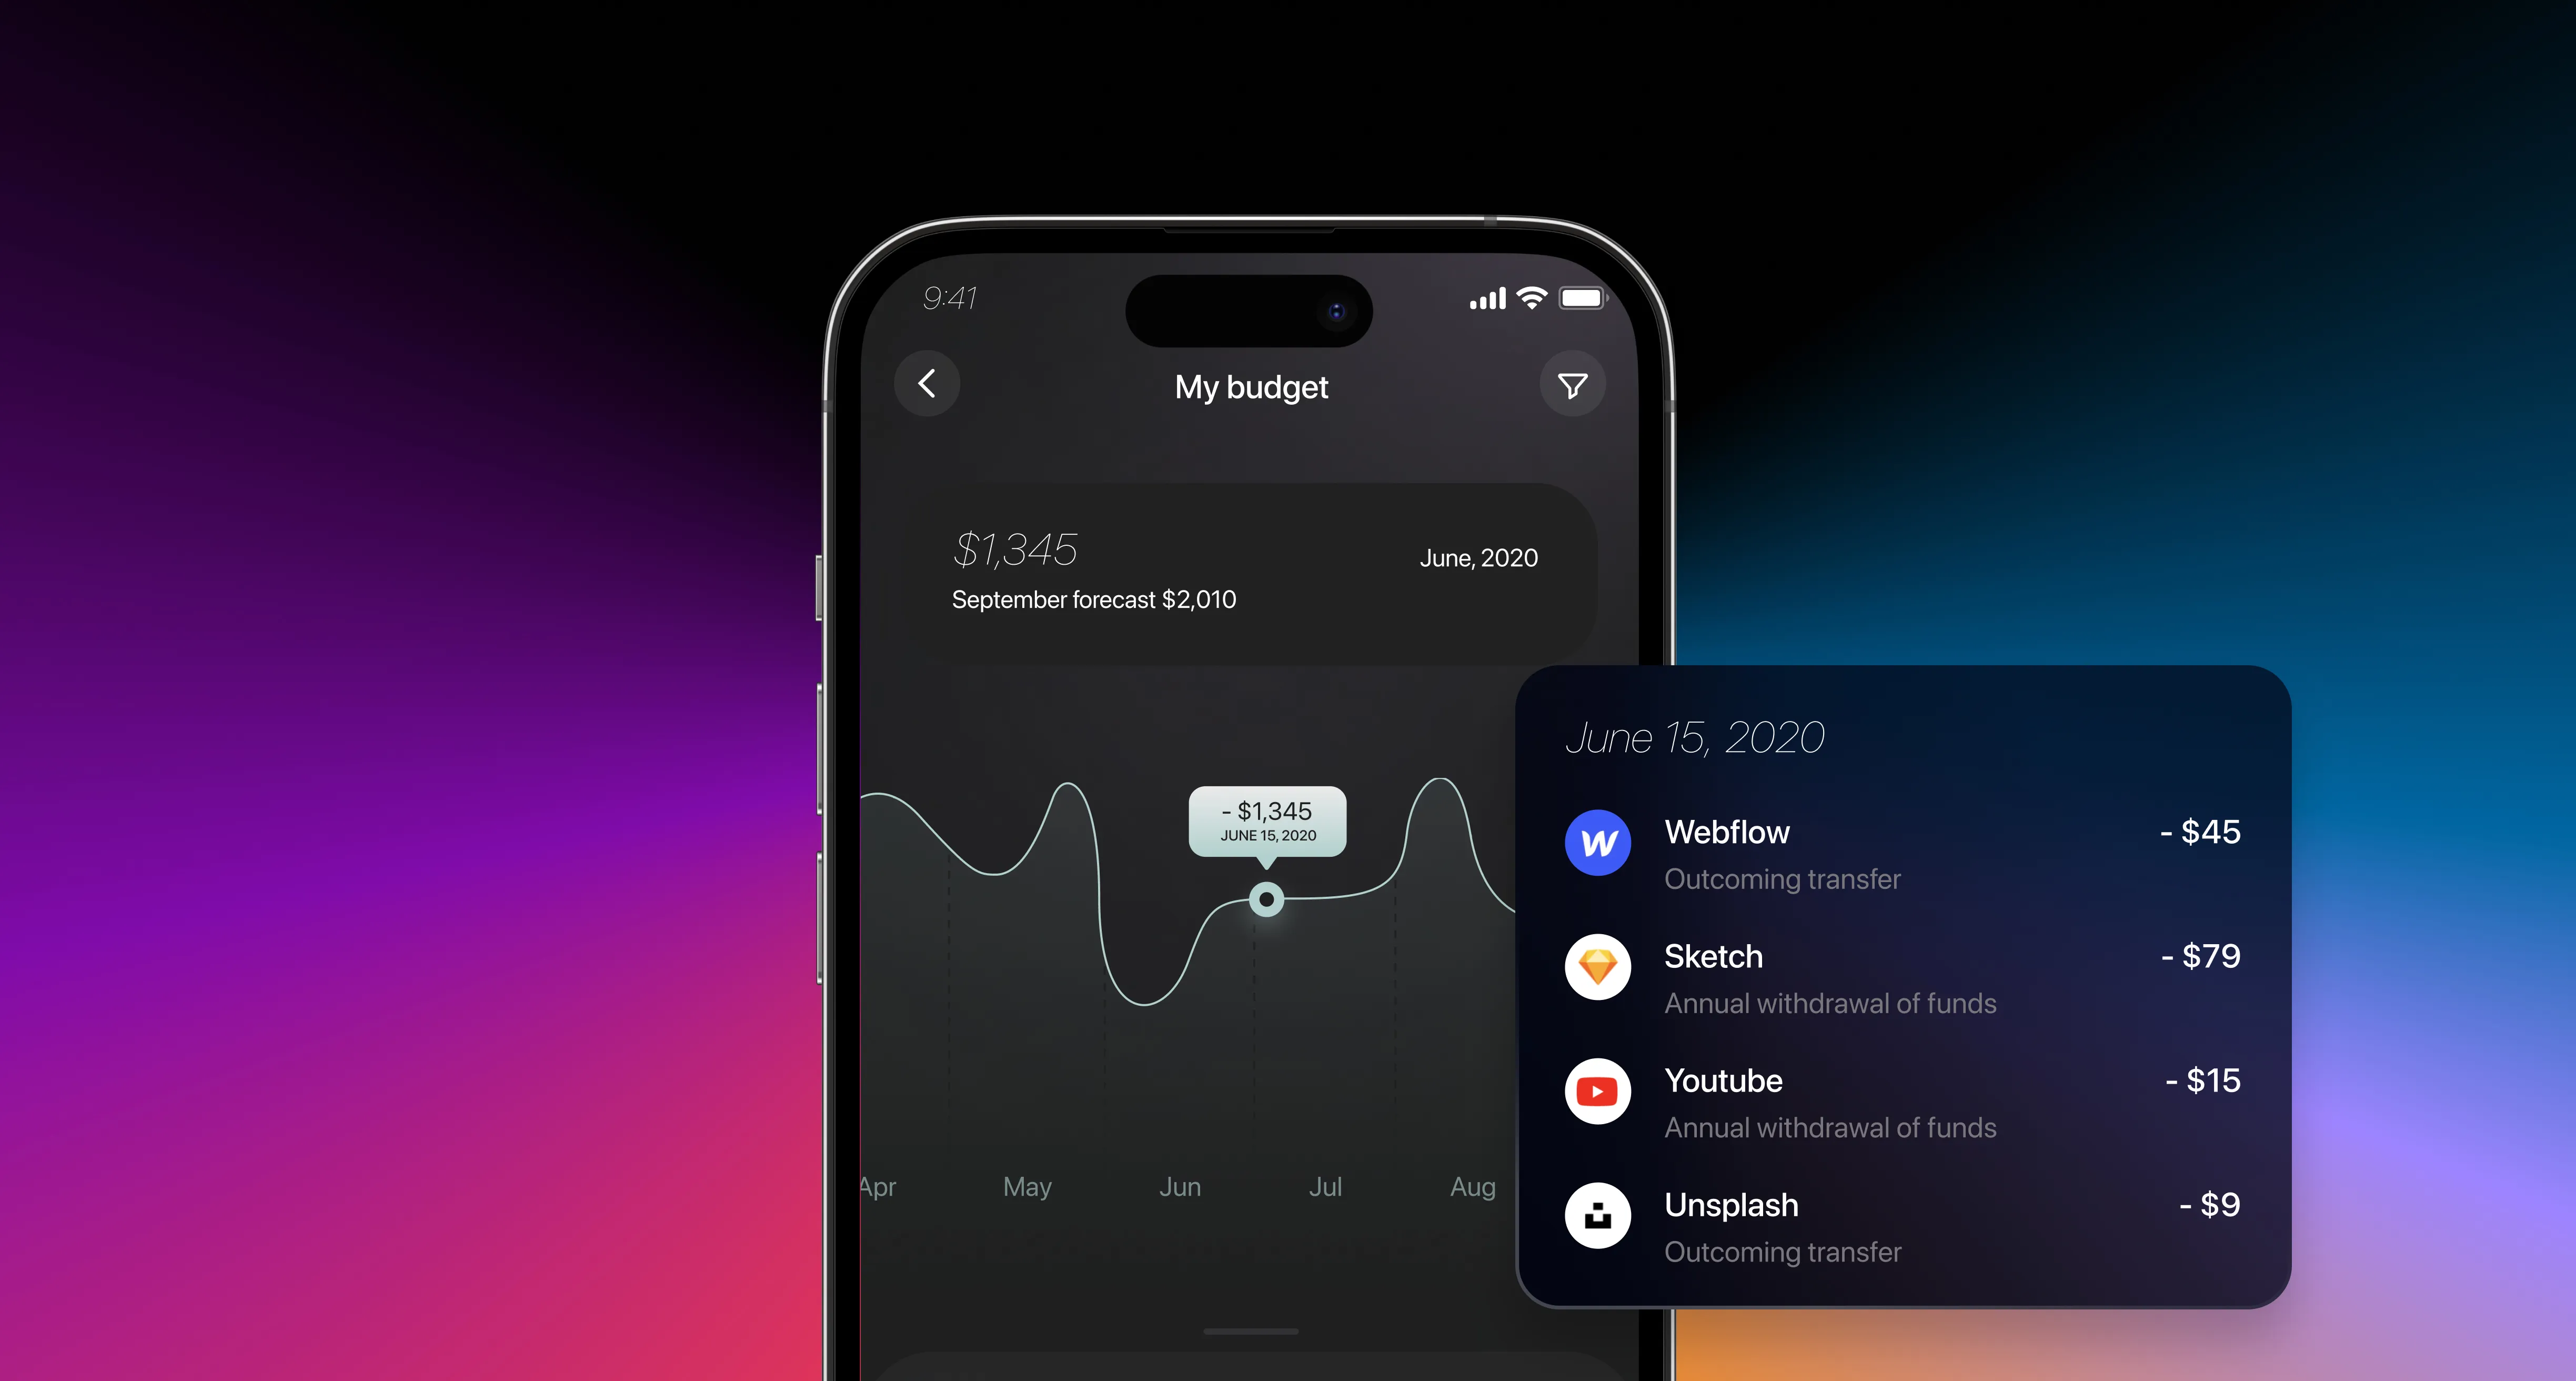 9:41
My budget
$1,345
June, 2020
September forecast $2,010
- $1,345
JUNE 15, 2020
Apr
May
Jun
Jul
Aug
June 15, 2020
Webflow
- $45
Outcoming transfer
Sketch
- $79
Annual withdrawal of funds
Youtube
- $15
Annual withdrawal of funds
Unsplash
- $9
Outcoming transfer